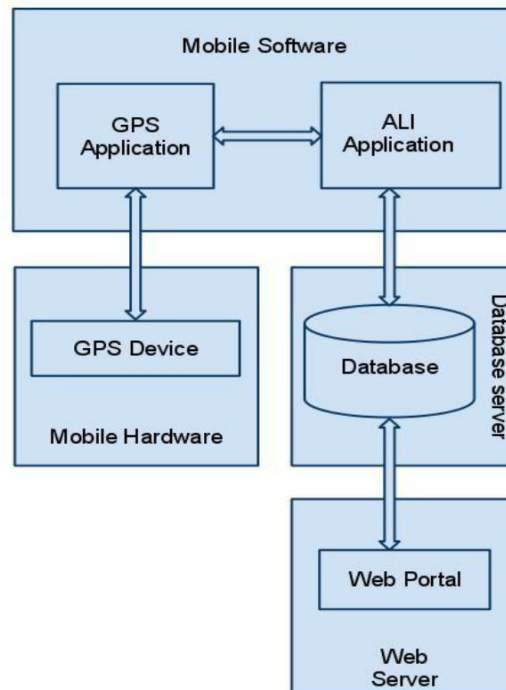 Mobile Software
GPS
Application
ALI
Application
GPS Device
Mobile Hardware
Database
Database server
Web Portal
Web
Server